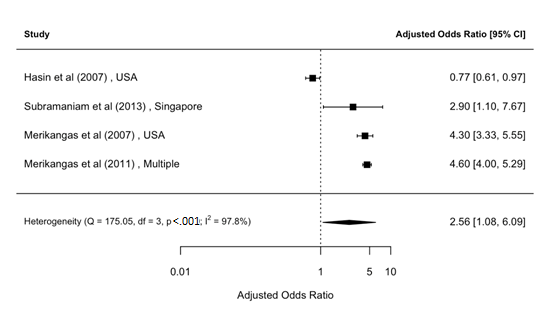 Study Adjusted Odds Ratio [95% CI]
Hasin et al (2007) , USA 0.77 [0.61, 0.97]
Subramaniam et al (2013) , Singapore 2.90 [1.10, 7.67]
Merikangas et al (2007) , USA 4.30 [3.33, 5.55]
Merikangas et al (2011) , Multiple 4.60 [4.00, 5.29]
Heterogeneity (Q = 175.05, df = 3, p<.001; I² = 97.8%) 2.56 [1.08, 6.09]
0.01 1 5 10
Adjusted Odds Ratio